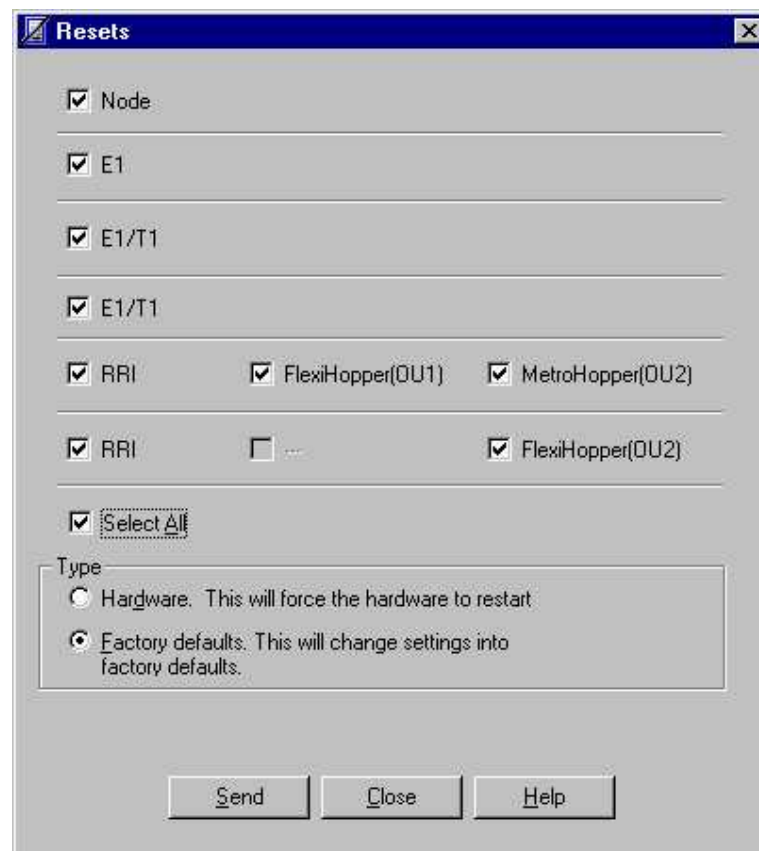 Resets
Node
E1
E1/T1
E1/T1
RRI FlexiHopper(OU1) MetroHopper(OU2)
RRI --- FlexiHopper(OU2)
Select All
Type
Hardware. This will force the hardware to restart
Factory defaults. This will change settings into
factory defaults.
Send Close Help